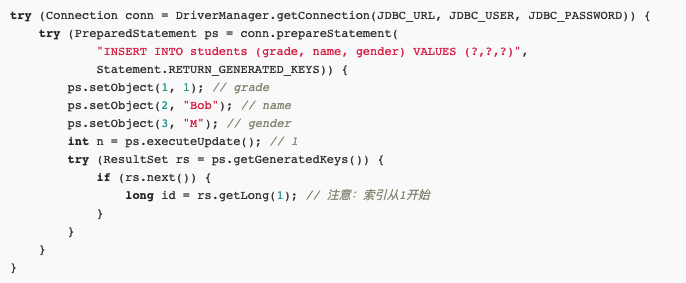 try (Connection conn = DriverManager.getConnection(JDBC_URL, JDBC_USER, JDBC_PASSWORD)) {
    try (PreparedStatement ps = conn.prepareStatement(
            "INSERT INTO students (grade, name, gender) VALUES (?,?,?)",
            Statement.RETURN_GENERATED_KEYS)) {
        ps.setObject(1, 1); // grade
        ps.setObject(2, "Bob"); // name
        ps.setObject(3, "M"); // gender
        int n = ps.executeUpdate(); // 1
        try (ResultSet rs = ps.getGeneratedKeys()) {
            if (rs.next()) {
                long id = rs.getLong(1); // 注意：索引从1开始
            }
        }
    }
}